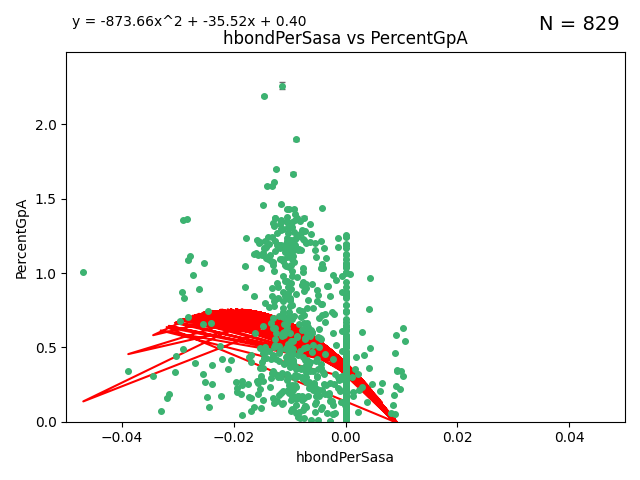 y = -873.66x^2 + -35.52x + 0.40
N = 829
hbondPerSasa vs PercentGpA
PercentGpA
2.0
1.5
1.0
0.5
0.0
−0.04 −0.02 0.00 0.02 0.04
hbondPerSasa